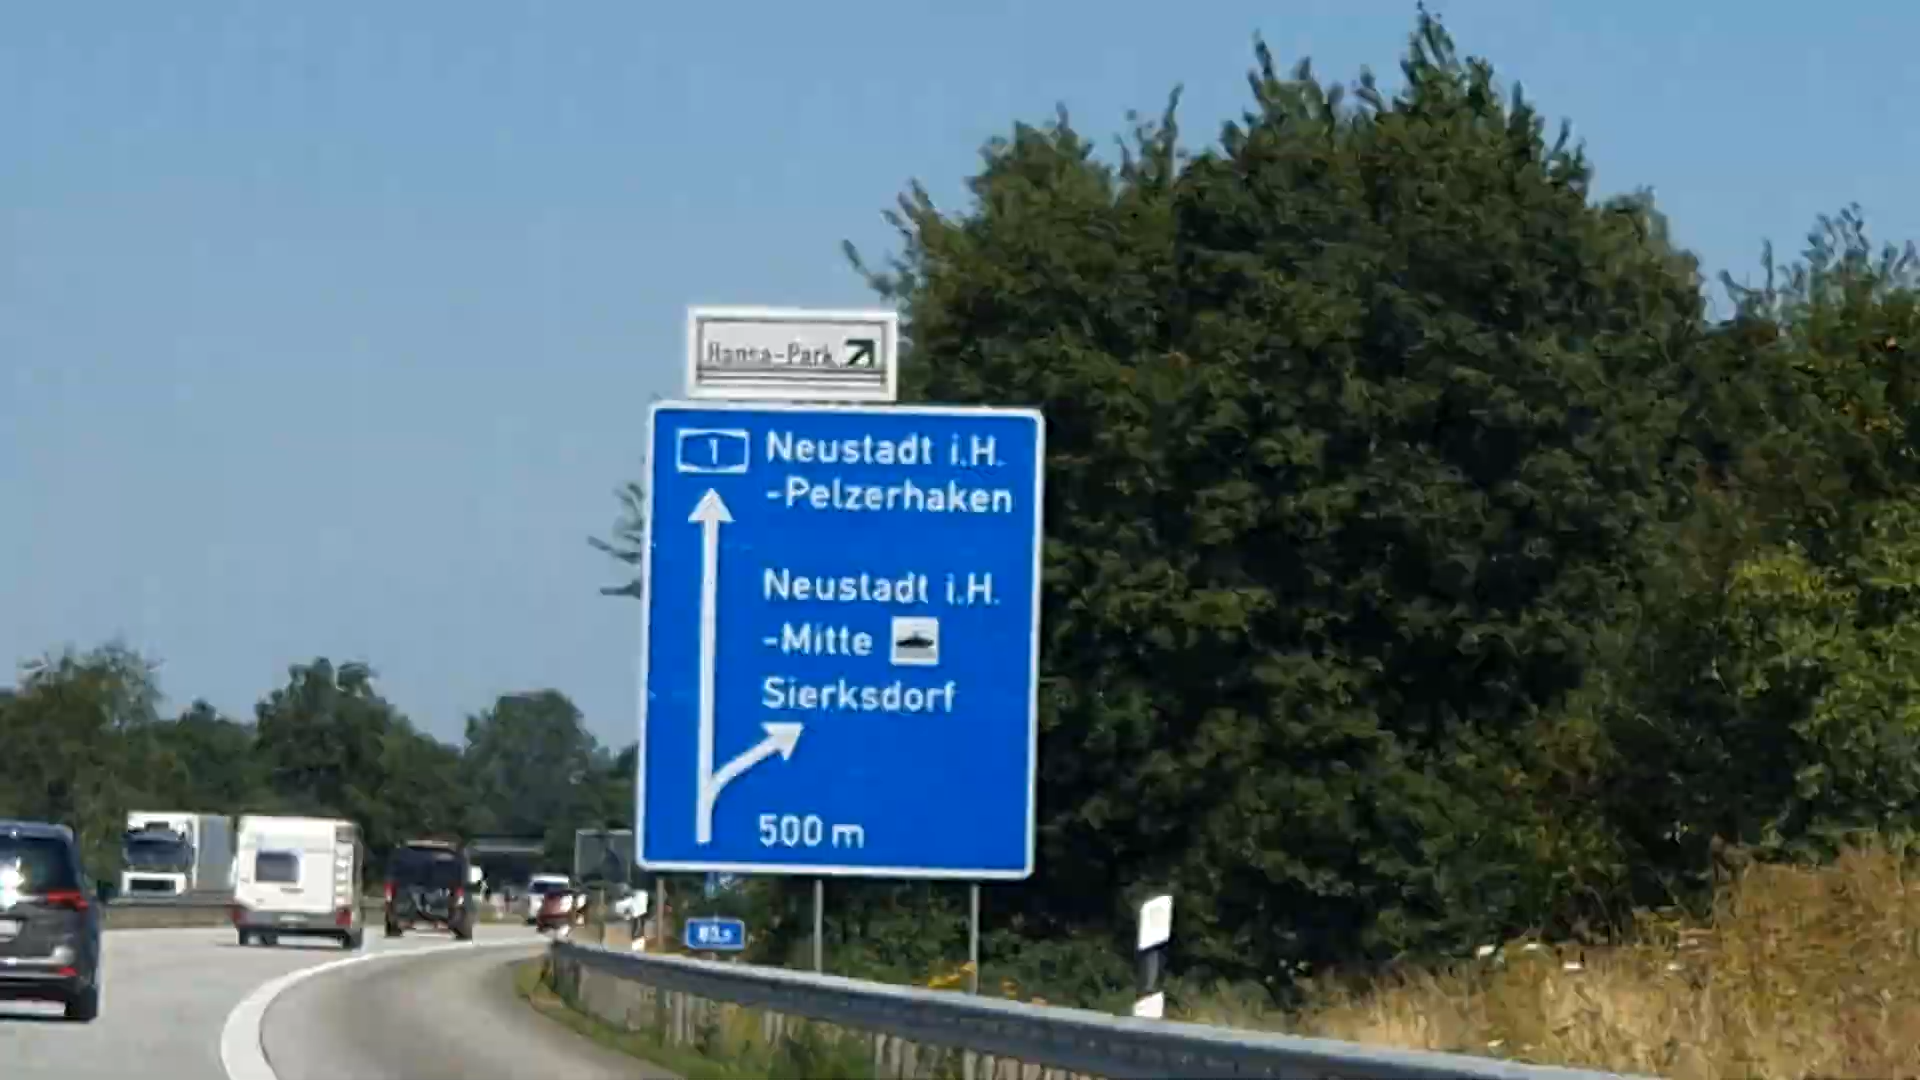 Hansa-Park
1 Neustadt i.H.
-Pelzerhaken
Neustadt i.H.
-Mitte
Sierksdorf
500 m